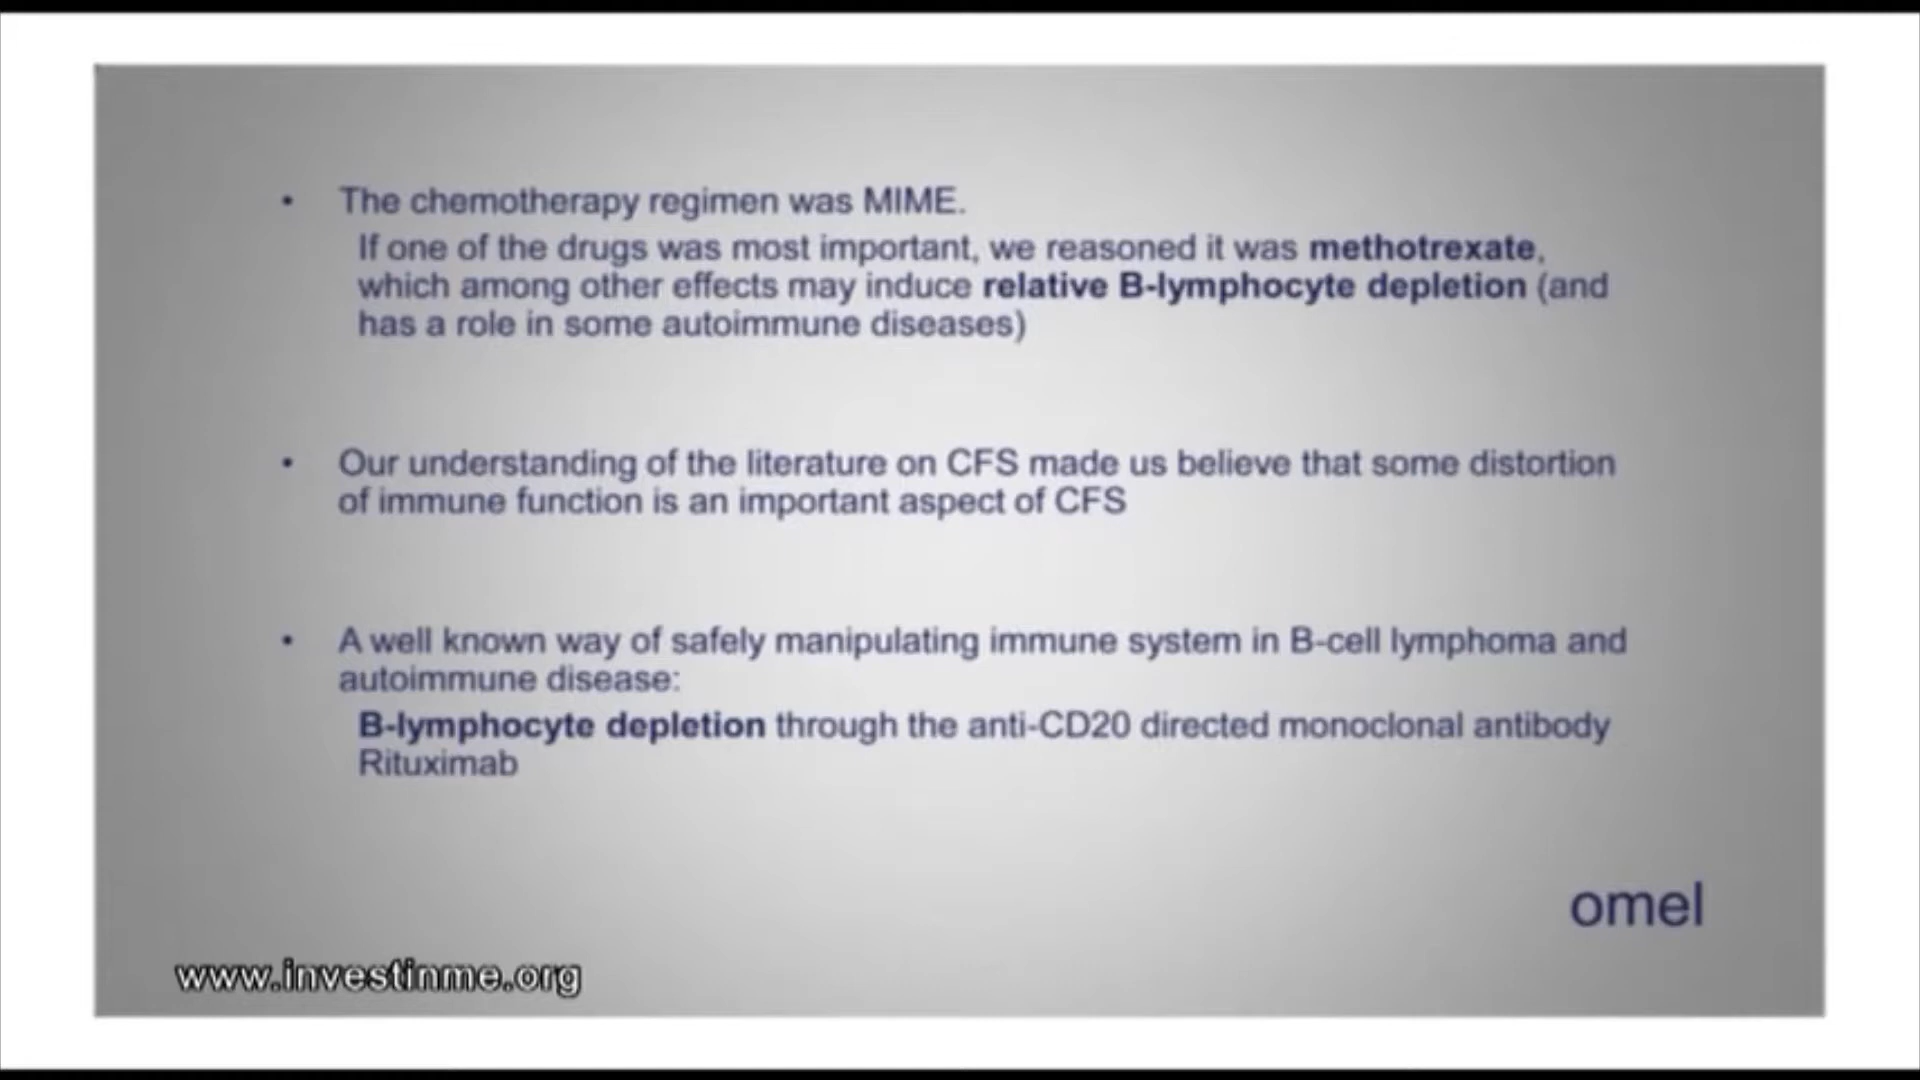 • The chemotherapy regimen was MIME.
If one of the drugs was most important, we reasoned it was methotrexate,
which among other effects may induce relative B-lymphocyte depletion (and
has a role in some autoimmune diseases)
• Our understanding of the literature on CFS made us believe that some distortion
of immune function is an important aspect of CFS
• A well known way of safely manipulating immune system in B-cell lymphoma and
autoimmune disease:
B-lymphocyte depletion through the anti-CD20 directed monoclonal antibody
Rituximab
omel
www.investinme.org